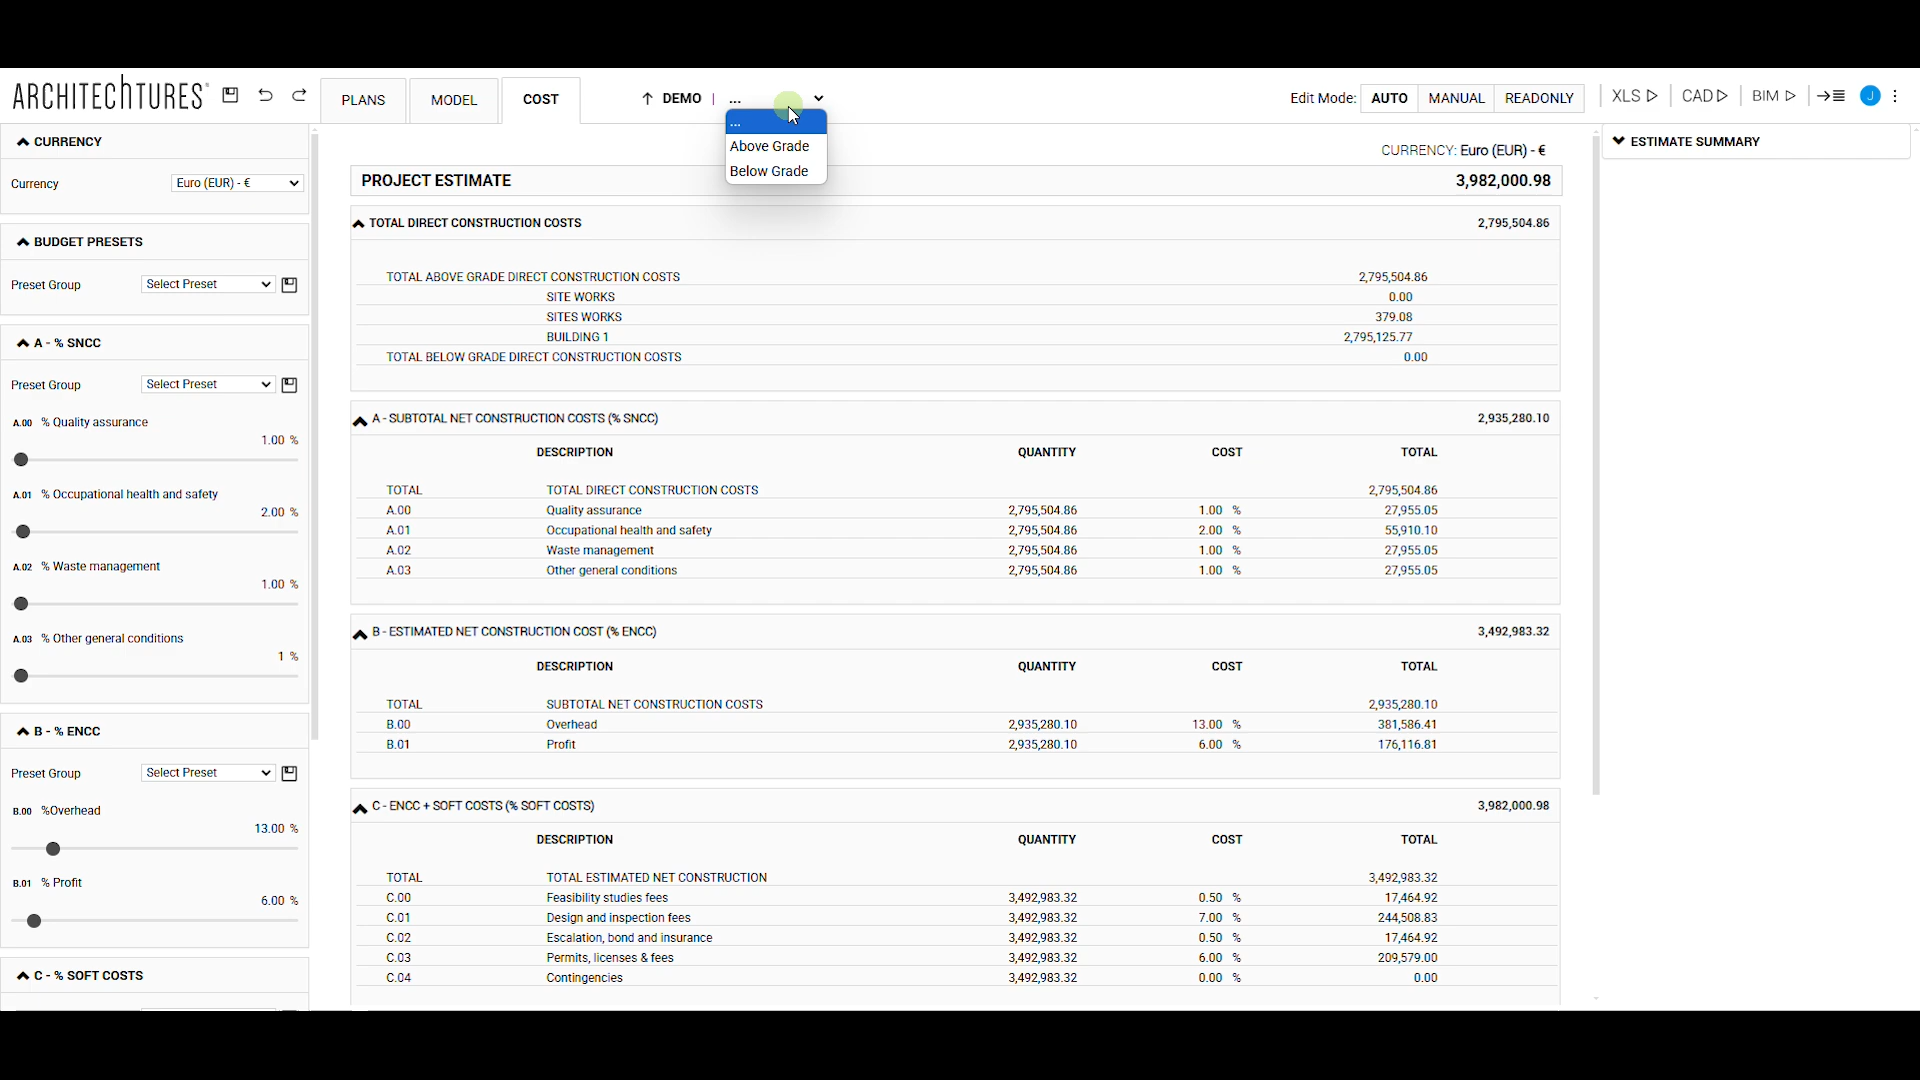 ARCHITEChTURES® PLANS MODEL COST ↑ DEMO | ... Edit Mode: AUTO MANUAL READONLY XLS CAD BIM J
...
Above Grade
Below Grade
CURRENCY
Currency Euro (EUR) - €
BUDGET PRESETS
Preset Group Select Preset
A - % SNCC
Preset Group Select Preset
A.00 % Quality assurance
1.00 %
A.01 % Occupational health and safety
2.00 %
A.02 % Waste management
1.00 %
A.03 % Other general conditions
1 %
B - % ENCC
Preset Group Select Preset
B.00 %Overhead
13.00 %
B.01 % Profit
6.00 %
C - % SOFT COSTS
CURRENCY: Euro (EUR) - €
PROJECT ESTIMATE 3,982,000.98
TOTAL DIRECT CONSTRUCTION COSTS 2,795,504.86
TOTAL ABOVE GRADE DIRECT CONSTRUCTION COSTS 2,795,504.86
SITE WORKS 0.00
SITES WORKS 379.08
BUILDING 1 2,795,125.77
TOTAL BELOW GRADE DIRECT CONSTRUCTION COSTS 0.00
A - SUBTOTAL NET CONSTRUCTION COSTS (% SNCC) 2,935,280.10
DESCRIPTION QUANTITY COST TOTAL
TOTAL TOTAL DIRECT CONSTRUCTION COSTS 2,795,504.86
A.00 Quality assurance 2,795,504.86 1.00 % 27,955.05
A.01 Occupational health and safety 2,795,504.86 2.00 % 55,910.10
A.02 Waste management 2,795,504.86 1.00 % 27,955.05
A.03 Other general conditions 2,795,504.86 1.00 % 27,955.05
B - ESTIMATED NET CONSTRUCTION COST (% ENCC) 3,492,983.32
DESCRIPTION QUANTITY COST TOTAL
TOTAL SUBTOTAL NET CONSTRUCTION COSTS 2,935,280.10
B.00 Overhead 2,935,280.10 13.00 % 381,586.41
B.01 Profit 2,935,280.10 6.00 % 176,116.81
C - ENCC + SOFT COSTS (% SOFT COSTS) 3,982,000.98
DESCRIPTION QUANTITY COST TOTAL
TOTAL TOTAL ESTIMATED NET CONSTRUCTION 3,492,983.32
C.00 Feasibility studies fees 3,492,983.32 0.50 % 17,464.92
C.01 Design and inspection fees 3,492,983.32 7.00 % 244,508.83
C.02 Escalation, bond and insurance 3,492,983.32 0.50 % 17,464.92
C.03 Permits, licenses & fees 3,492,983.32 6.00 % 209,579.00
C.04 Contingencies 3,492,983.32 0.00 % 0.00
ESTIMATE SUMMARY